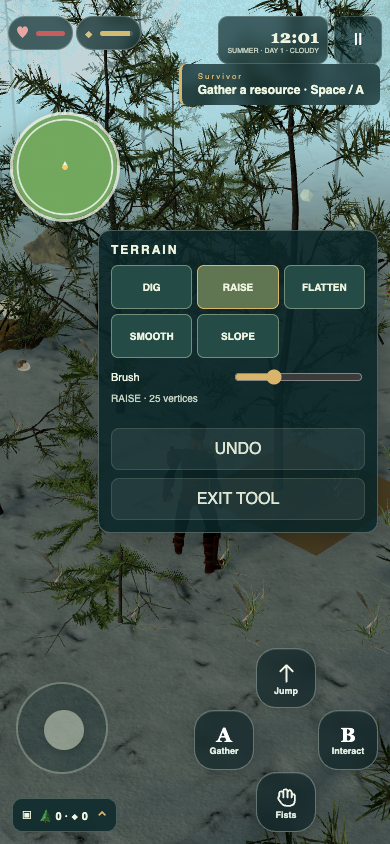 12:01
SUMMER · DAY 1 · CLOUDY
Survivor
Gather a resource · Space / A
TERRAIN
DIG
RAISE
FLATTEN
SMOOTH
SLOPE
Brush
RAISE · 25 vertices
UNDO
EXIT TOOL
Jump
A
Gather
B
Interact
Fists
0 · ◆ 0